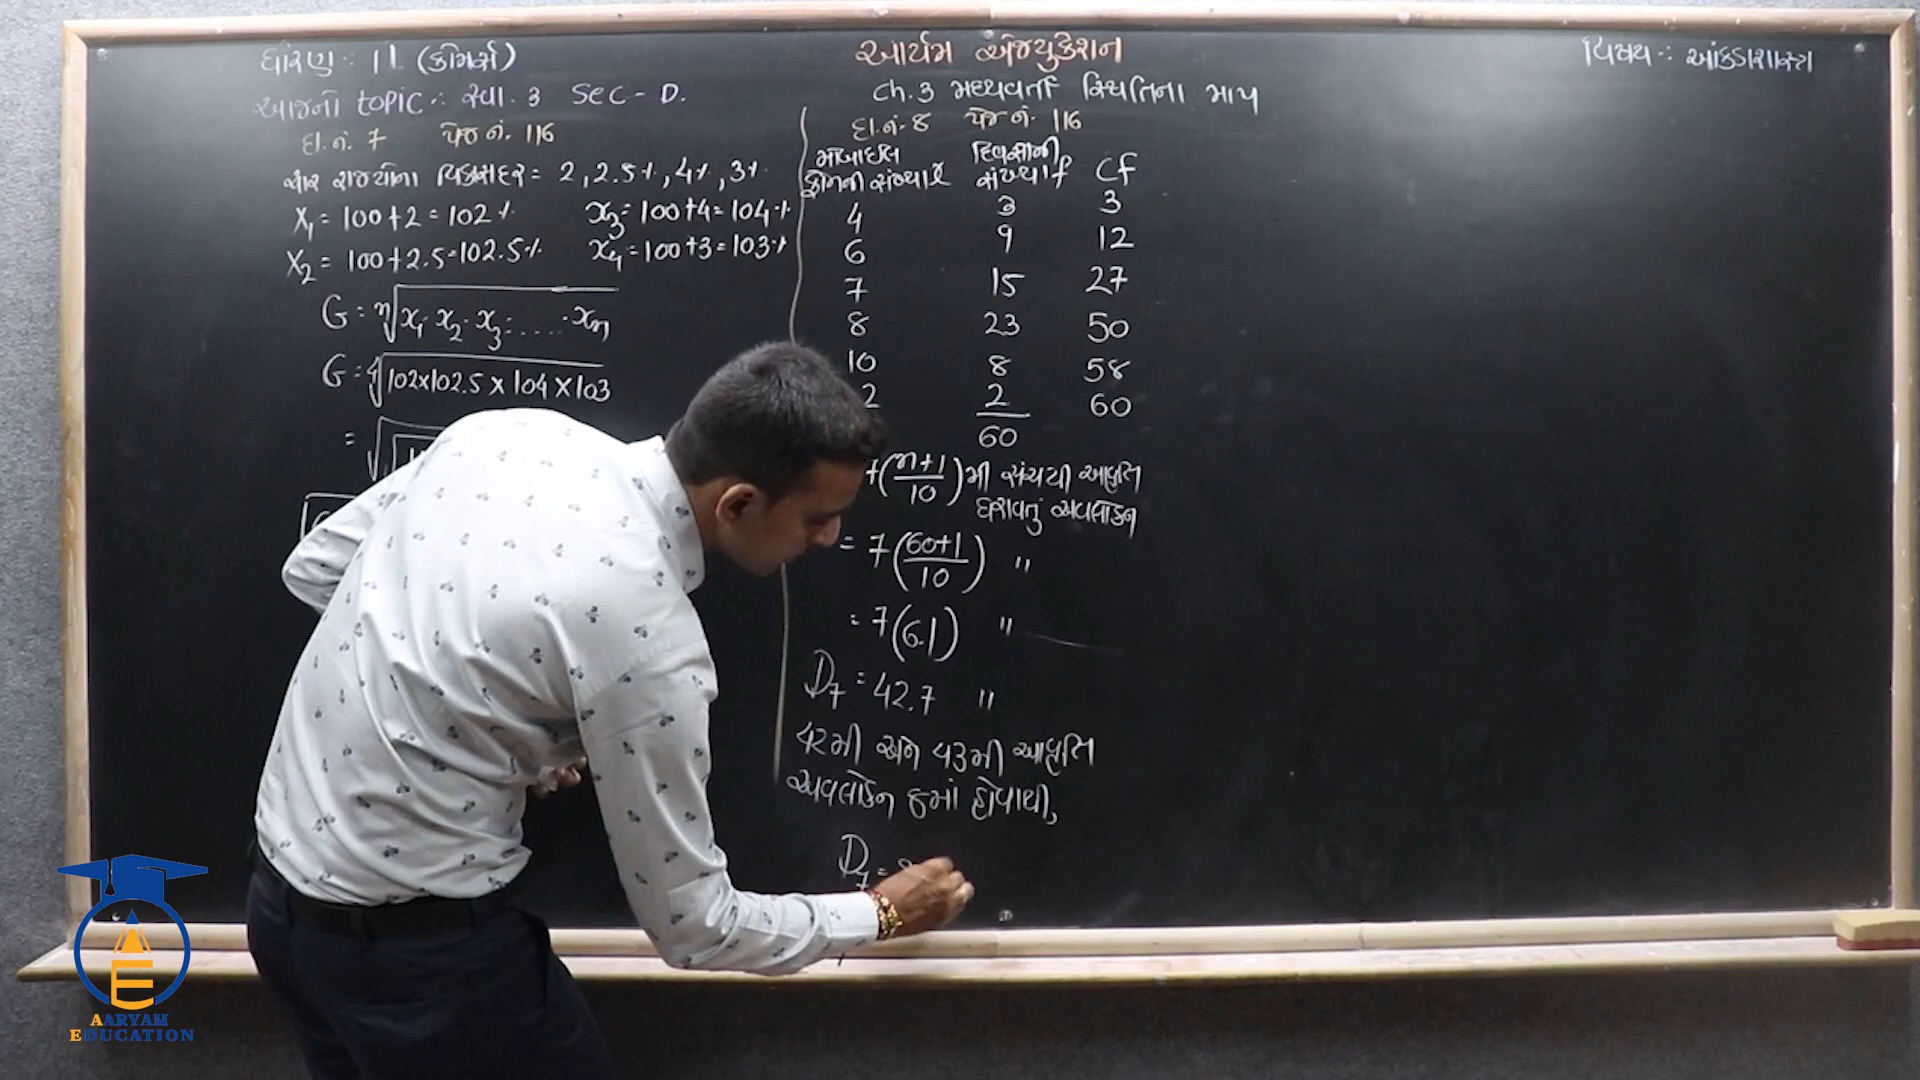 ધોરણ : 11 (કોમર્સ)
આર્યમ એજ્યુકેશન
વિષય : આંકડાશાસ્ત્ર
આજનો topic : સ્વા. 3 Sec - D.
Ch. 3 મધ્યવર્તી સ્થિતિના માપ
દા.નં. 7 પેજ નં. 116
ચાર રાજ્યોના વિકાસદર = 2, 2.5%, 4%, 3%
X₁ = 100+2 = 102%
x₃ = 100+4 = 104%
X₂ = 100+2.5 = 102.5%
x₄ = 100+3 = 103%
G = ⁿ√x₁ · x₂ · x₃ ..... · xₙ
G = ⁴√102×102.5 × 104 × 103
= √
દા.નં. 8 પેજ નં. 116
મોબાઈલ ફોનની સંખ્યા x દિવસોની સંખ્યા f Cf
4 3 3
6 9 12
7 15 27
8 23 50
10 8 58
2 2 60
60
7(n+1/10)મી સંચયી આવૃત્તિ
ધરાવતું અવલોકન
= 7(60+1/10) "
= 7(6.1) "
D₇ = 42.7 "
42મી અને 43મી આવૃત્તિ
અવલોકન 8માં હોવાથી,
D₇ =
AARYAM
EDUCATION